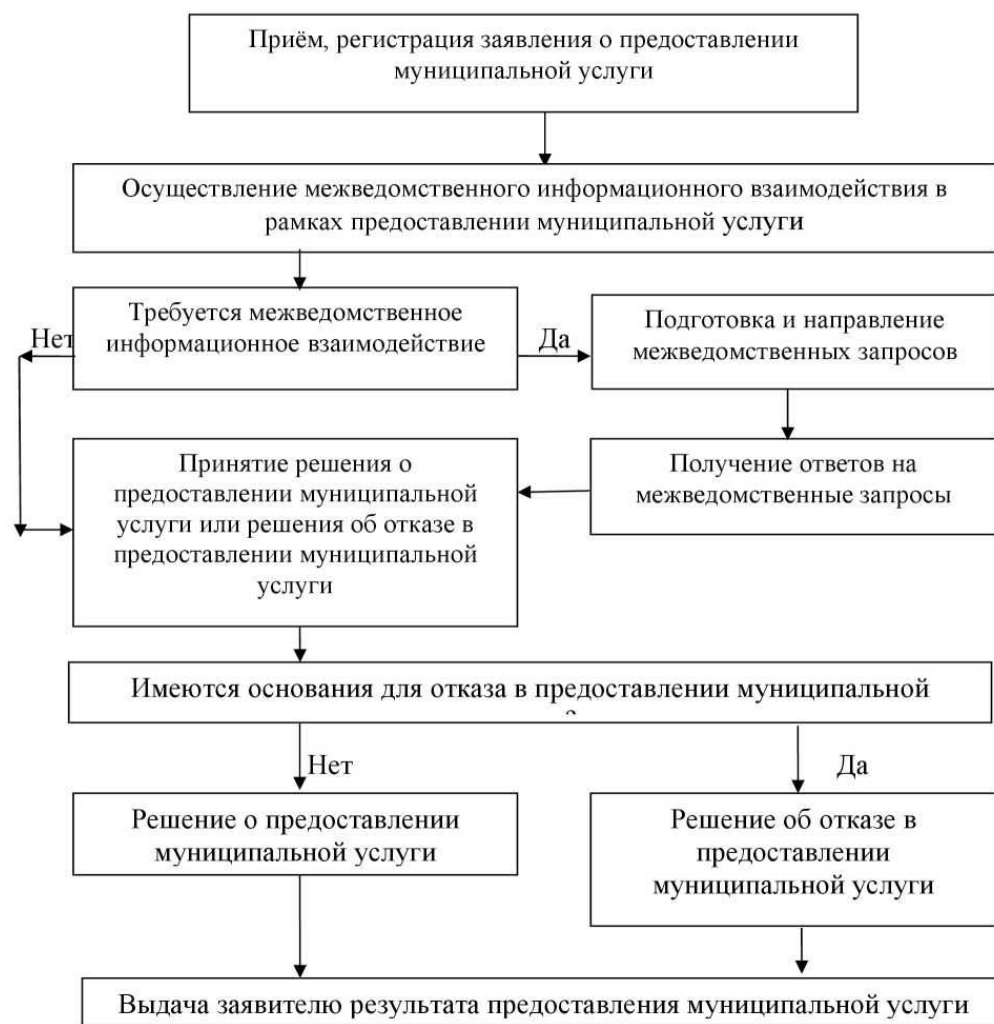 Приём, регистрация заявления о предоставлении
муниципальной услуги
Осуществление межведомственного информационного взаимодействия в
рамках предоставлении муниципальной услуги
Требуется межведомственное
информационное взаимодействие
Нет
Да
Подготовка и направление
межведомственных запросов
Получение ответов на
межведомственные запросы
Принятие решения о
предоставлении муниципальной
услуги или решения об отказе в
предоставлении муниципальной
услуги
Имеются основания для отказа в предоставлении муниципальной
Нет
Да
Решение о предоставлении
муниципальной услуги
Решение об отказе в
предоставлении
муниципальной услуги
Выдача заявителю результата предоставления муниципальной услуги